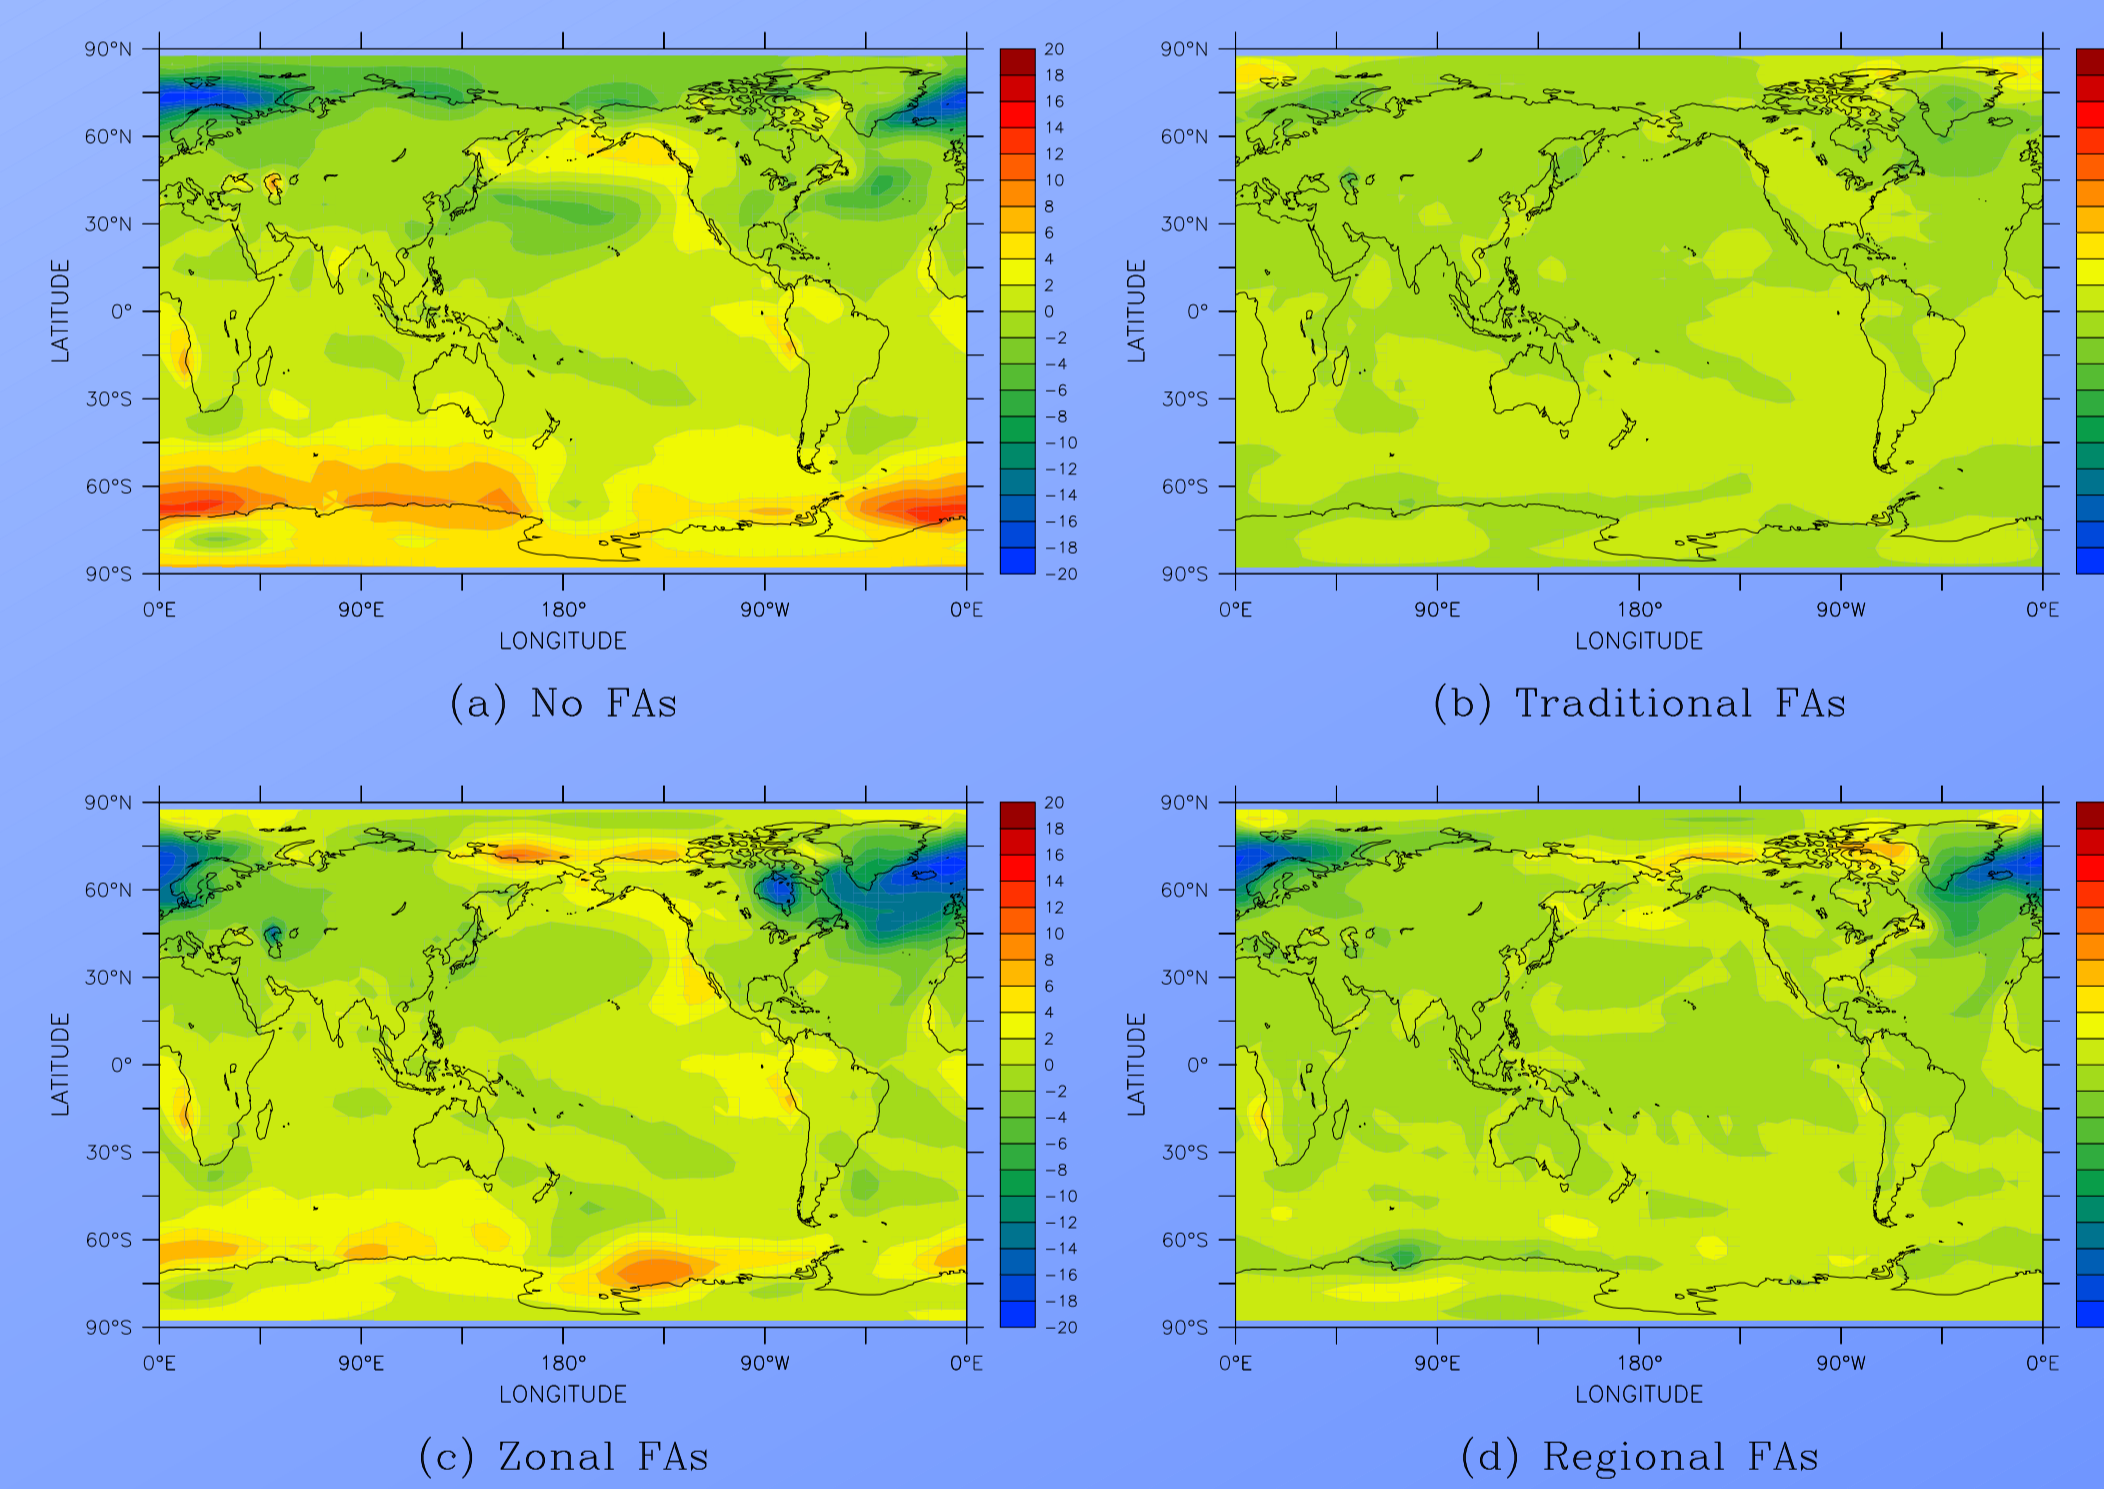 90°N
60°N
30°N
0°
30°S
60°S
90°S
LATITUDE
0°E 90°E 180° 90°W 0°E
LONGITUDE
20
18
16
14
12
10
8
6
4
2
0
−2
−4
−6
−8
−10
−12
−14
−16
−18
−20
(a) No FAs
90°N
60°N
30°N
0°
30°S
60°S
90°S
LATITUDE
0°E 90°E 180° 90°W 0°E
LONGITUDE
(b) Traditional FAs
90°N
60°N
30°N
0°
30°S
60°S
90°S
LATITUDE
0°E 90°E 180° 90°W 0°E
LONGITUDE
20
18
16
14
12
10
8
6
4
2
0
−2
−4
−6
−8
−10
−12
−14
−16
−18
−20
(c) Zonal FAs
90°N
60°N
30°N
0°
30°S
60°S
90°S
LATITUDE
0°E 90°E 180° 90°W 0°E
LONGITUDE
(d) Regional FAs